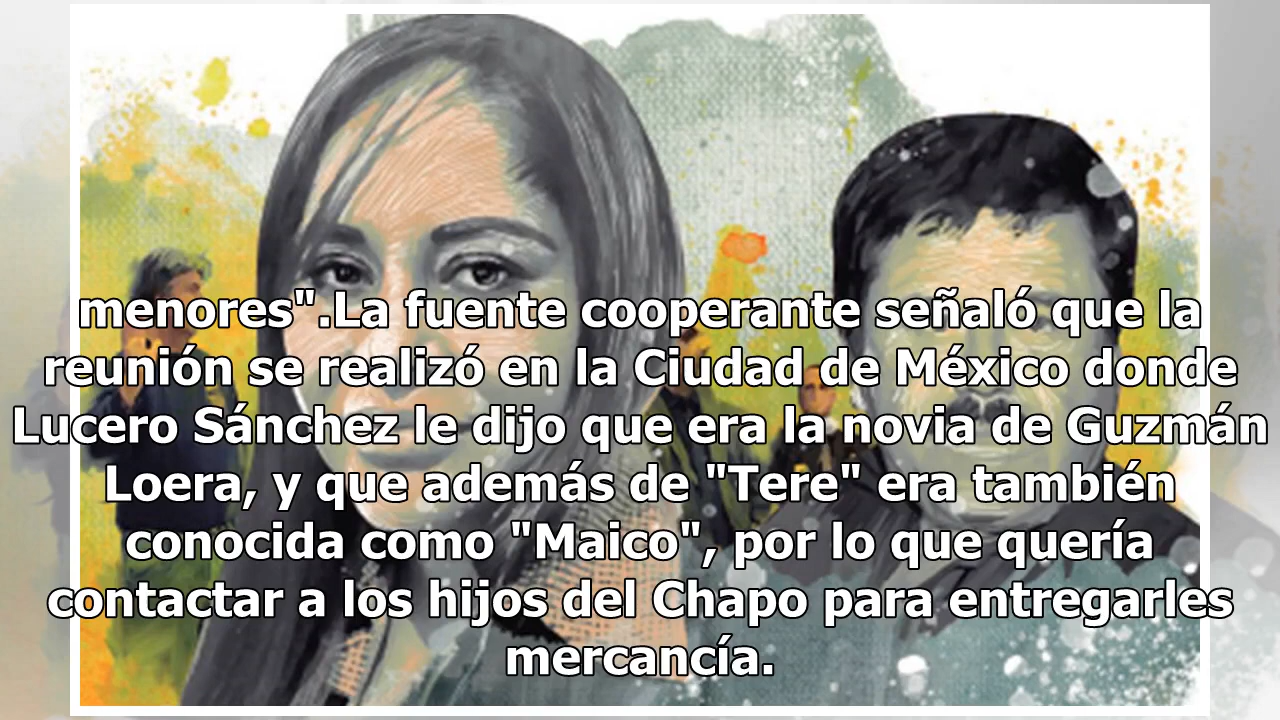 menores".La fuente cooperante señaló que la
reunión se realizó en la Ciudad de México donde
Lucero Sánchez le dijo que era la novia de Guzmán
Loera, y que además de "Tere" era también
conocida como "Maico", por lo que quería
contactar a los hijos del Chapo para entregarles
mercancía.